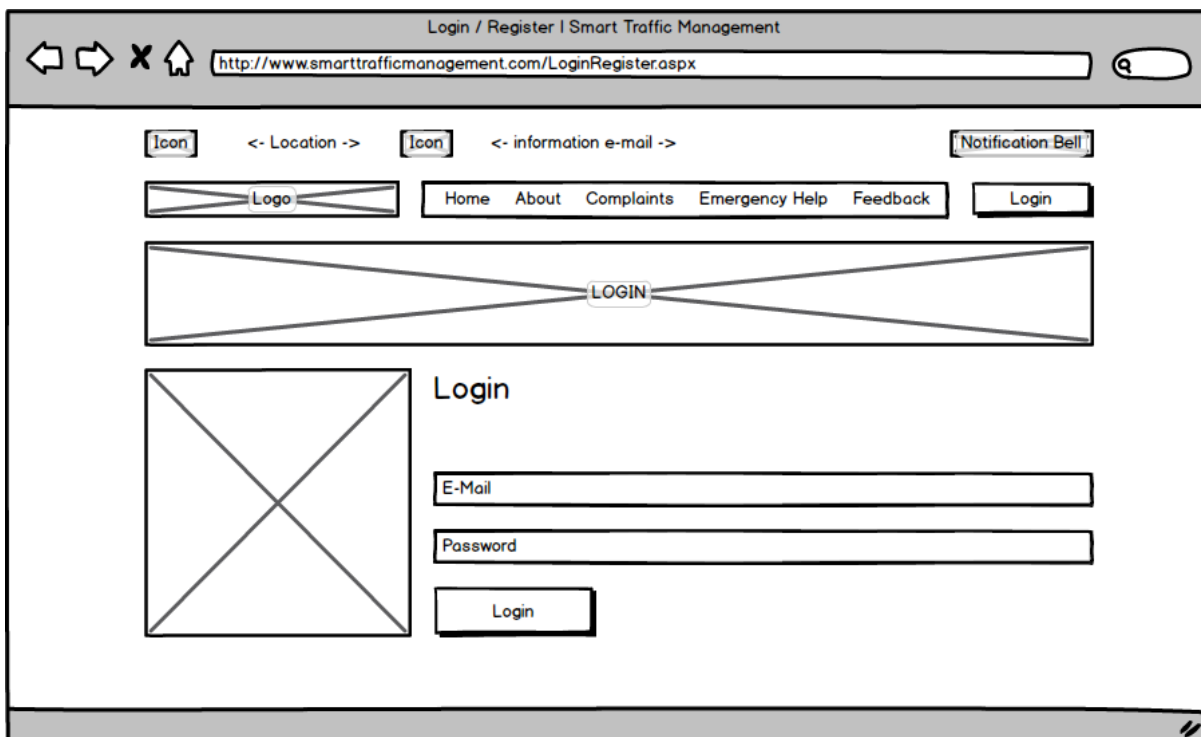 Login / Register | Smart Traffic Management
http://www.smarttrafficmanagement.com/LoginRegister.aspx
Icon <- Location -> Icon <- information e-mail -> Notification Bell
Logo Home About Complaints Emergency Help Feedback Login
LOGIN
Login
E-Mail
Password
Login